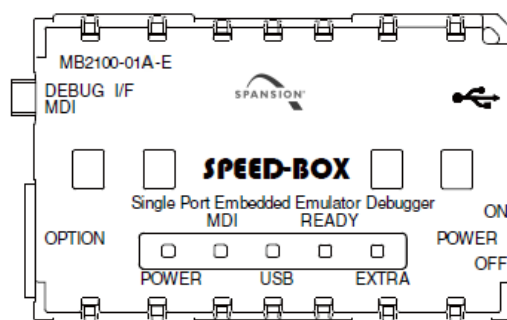 MB2100-01A-E
DEBUG I/F
MDI
SPANSION
SPEED-BOX
Single Port Embedded Emulator Debugger
MDI READY
ON
OPTION
POWER
OFF
POWER USB EXTRA